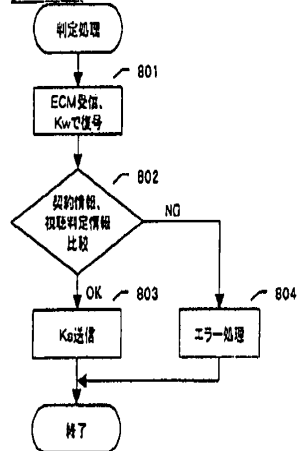 判定処理
801
ECM受信、
Kwで復号
802
契約情報、
視聴判定情報
比較
NG
OK
803
804
Ks送信
エラー処理
終了